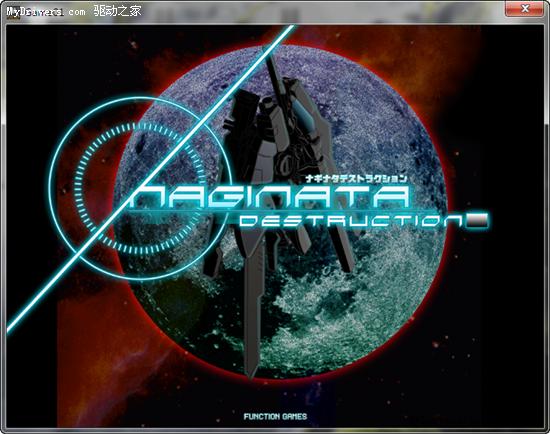 MyDrivers.com 驱动之家
ナギナタデストラクション
NAGINATA
DESTRUCTION
FUNCTION GAMES